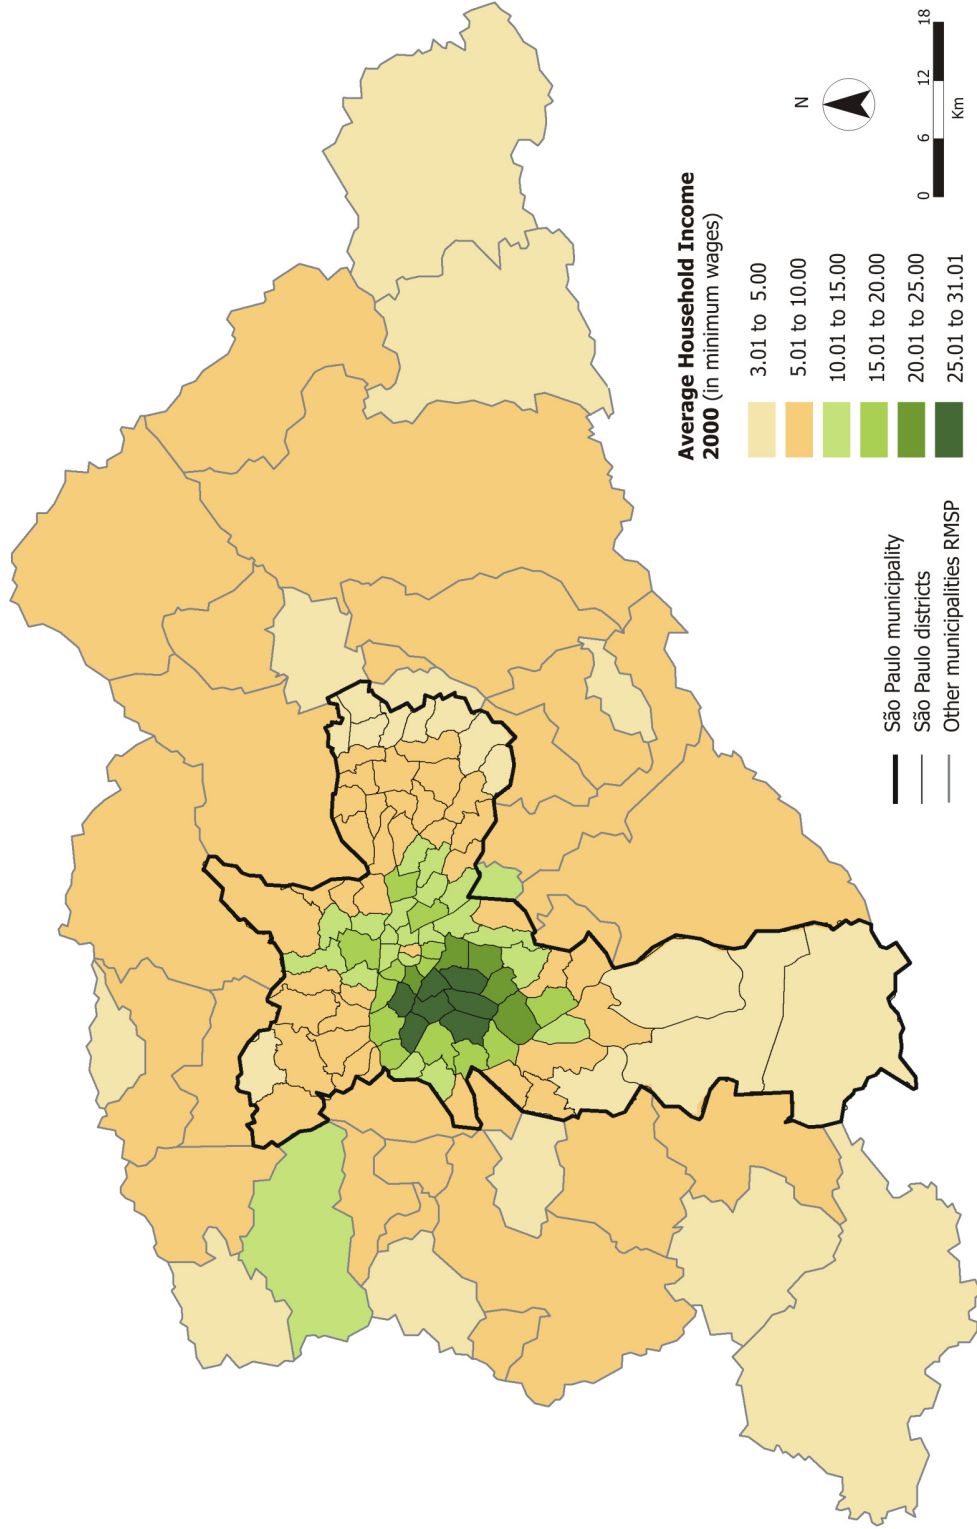 Average Household Income
2000 (in minimum wages)
3.01 to 5.00
5.01 to 10.00
10.01 to 15.00
15.01 to 20.00
20.01 to 25.00
25.01 to 31.01
São Paulo municipality
São Paulo districts
Other municipalities RMSP
N
0 6 12 18
Km